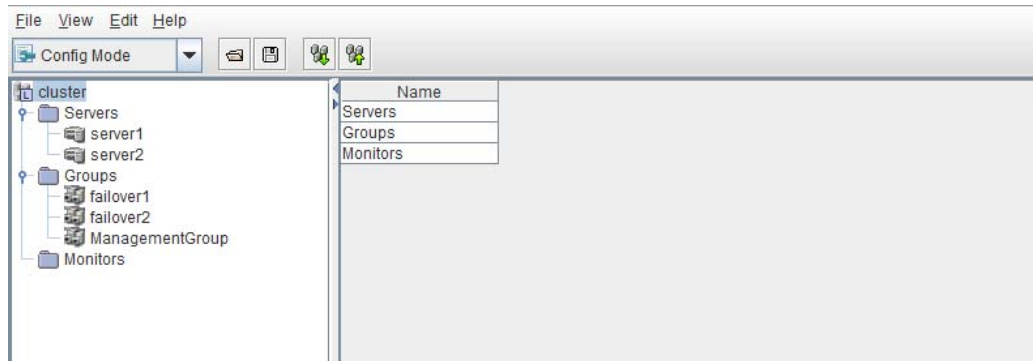 File View Edit Help
Config Mode
cluster
Servers
server1
server2
Groups
failover1
failover2
ManagementGroup
Monitors
Name
Servers
Groups
Monitors